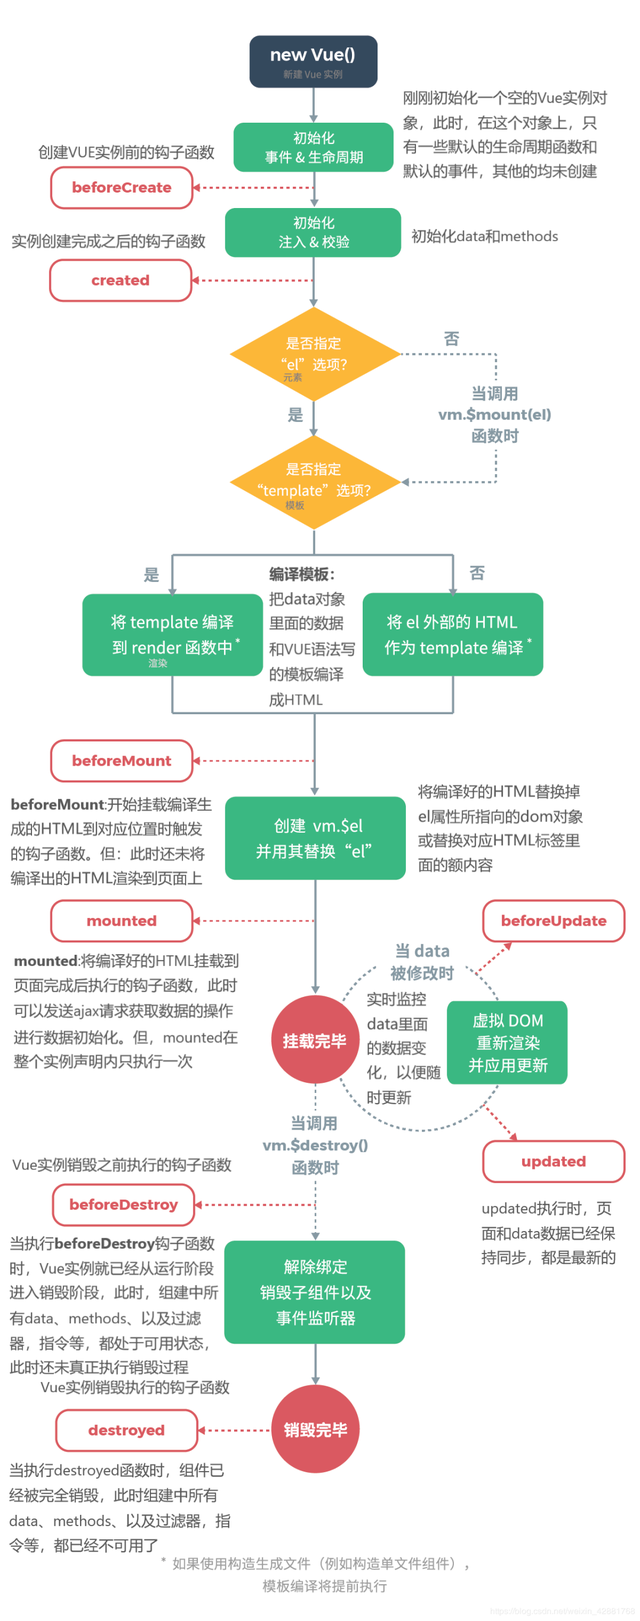 new Vue()
新建 Vue 实例
刚刚初始化一个空的Vue实例对
象，此时，在这个对象上，只
有一些默认的生命周期函数和
默认的事件，其他的均未创建
初始化
事件 & 生命周期
创建VUE实例前的钩子函数
beforeCreate
初始化
注入 & 校验
初始化data和methods
实例创建完成之后的钩子函数
created
是否指定
“el”选项？
元素
否
当调用
vm.$mount(el)
函数时
是
是否指定
“template”选项？
模板
是
否
编译模板：
把data对象
里面的数据
和VUE语法写
的模板编译
成HTML
将 template 编译
到 render 函数中*
渲染
将 el 外部的 HTML
作为 template 编译*
beforeMount
beforeMount:开始挂载编译生
成的HTML到对应位置时触发
的钩子函数。但：此时还未将
编译出的HTML渲染到页面上
创建 vm.$el
并用其替换“el”
将编译好的HTML替换掉
el属性所指向的dom对象
或替换对应HTML标签里
面的额内容
mounted
mounted:将编译好的HTML挂载到
页面完成后执行的钩子函数，此时
可以发送ajax请求获取数据的操作
进行数据初始化。但，mounted在
整个实例声明内只执行一次
beforeUpdate
当 data
被修改时
挂载完毕
实时监控
data里面
的数据变
化，以便随
时更新
虚拟 DOM
重新渲染
并应用更新
updated
updated执行时，页
面和data数据已经保
持同步，都是最新的
当调用
vm.$destroy()
函数时
Vue实例销毁之前执行的钩子函数
beforeDestroy
当执行beforeDestroy钩子函数
时，Vue实例就已经从运行阶段
进入销毁阶段，此时，组建中所
有data、methods、以及过滤
器，指令等，都处于可用状态，
此时还未真正执行销毁过程
解除绑定
销毁子组件以及
事件监听器
Vue实例销毁执行的钩子函数
destroyed
销毁完毕
当执行destroyed函数时，组件已
经被完全销毁，此时组建中所有
data、methods、以及过滤器，指
令等，都已经不可用了
* 如果使用构造生成文件（例如构造单文件组件），
模板编译将提前执行